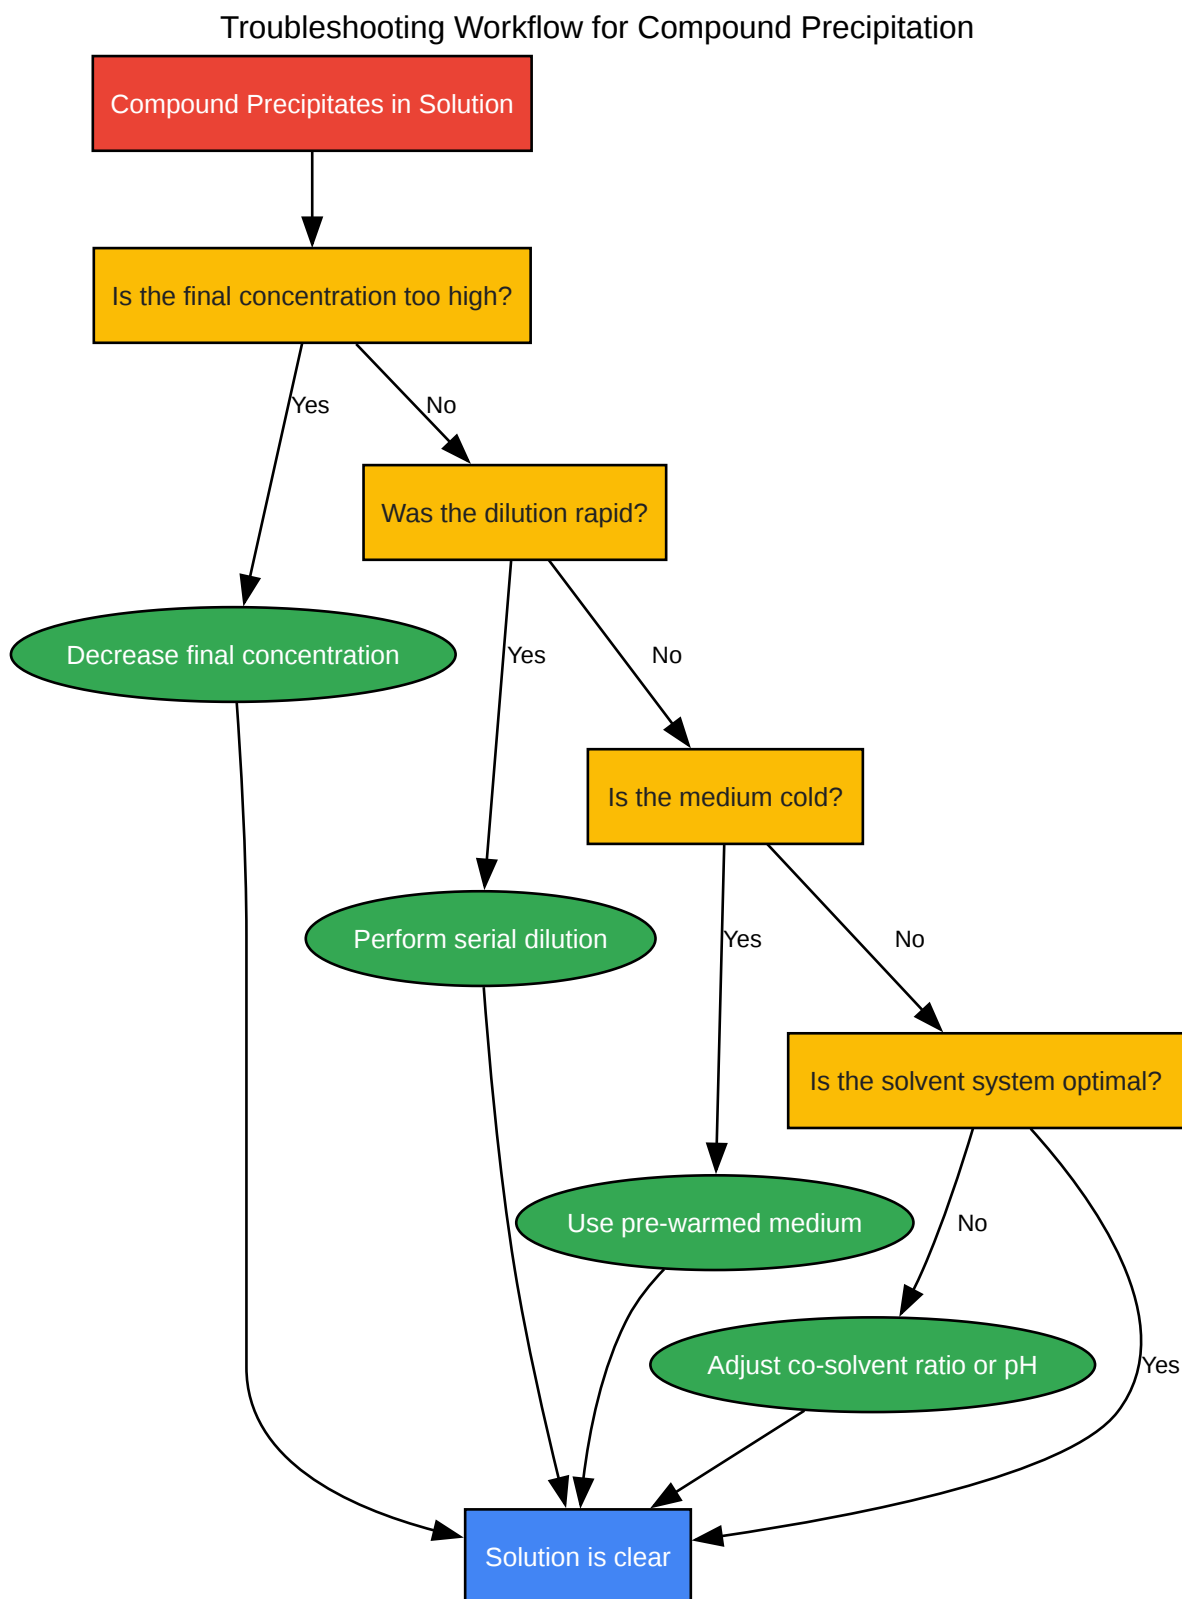 Troubleshooting Workflow for Compound Precipitation
Compound Precipitates in Solution
Is the final concentration too high?
Yes
No
Was the dilution rapid?
Decrease final concentration
Yes
No
Is the medium cold?
Perform serial dilution
Yes
No
Is the solvent system optimal?
Use pre-warmed medium
No
Adjust co-solvent ratio or pH
Yes
Solution is clear